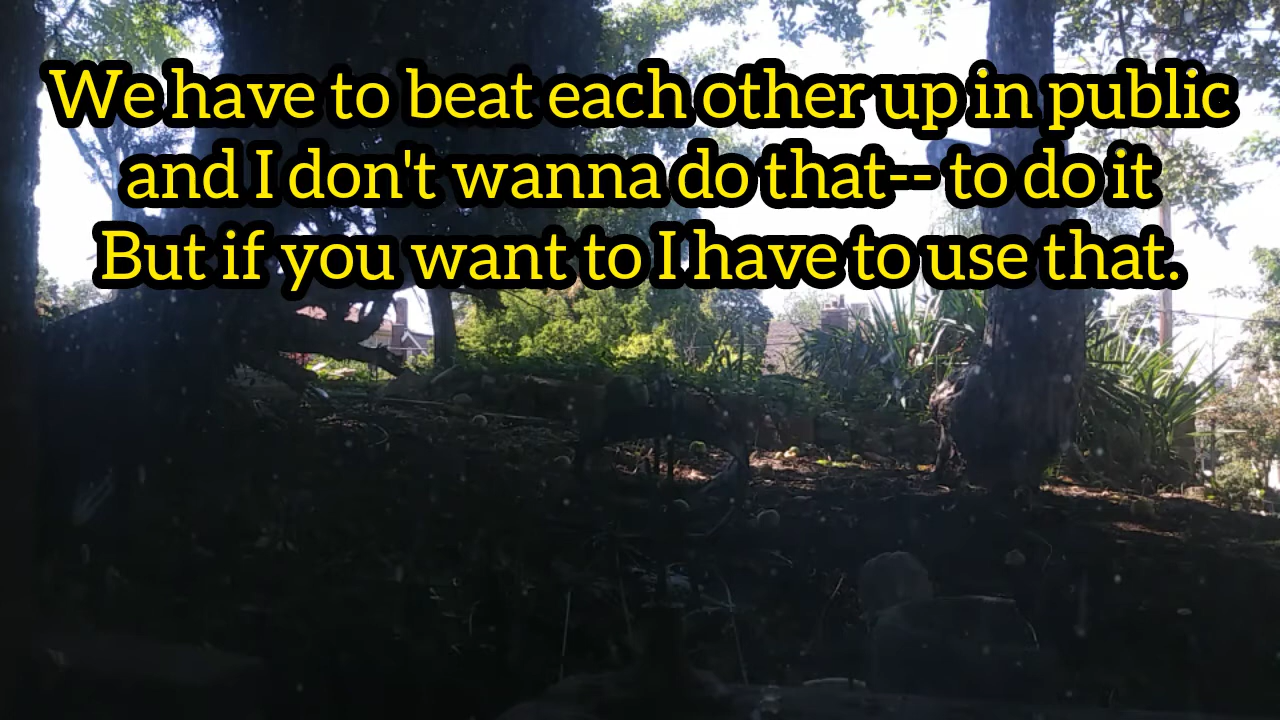 We have to beat each other up in public
and I don't wanna do that-- to do it
But if you want to I have to use that.